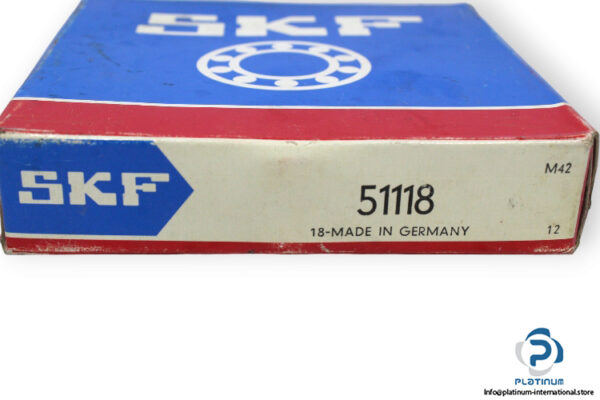 SKF
SKF
51118
M42
18-MADE IN GERMANY
12
PLATINUM
Info@platinum-international.store